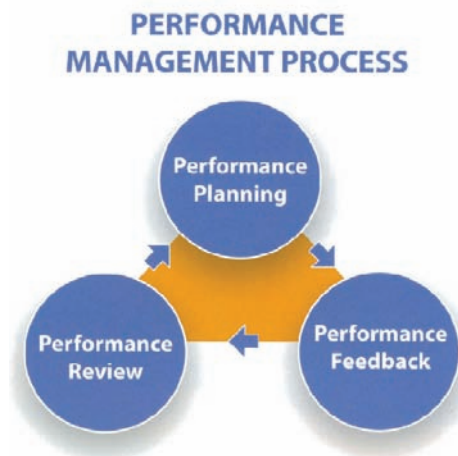 PERFORMANCE
MANAGEMENT PROCESS
Performance
Planning
Performance
Review
Performance
Feedback